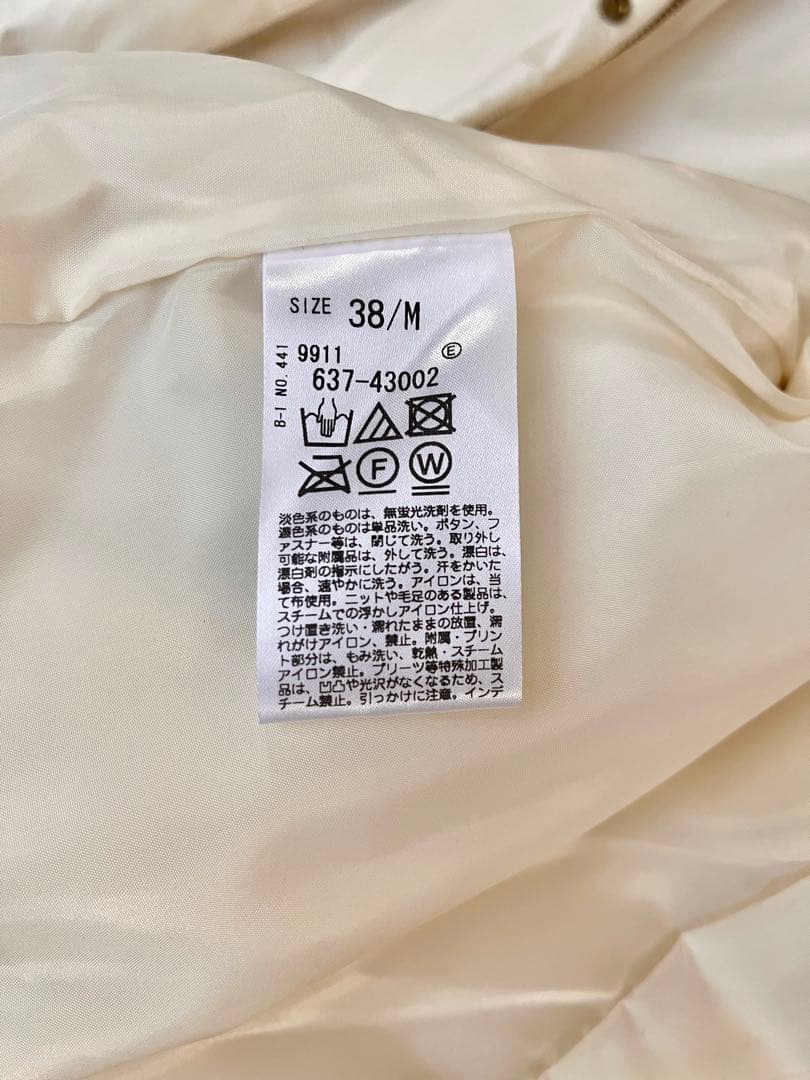 SIZE 38/M
B-I NO. 441
9911 Ⓔ
637-43002
F W
淡色系のものは、無蛍光洗剤を使用。
濃色系のものは単品洗い。ボタン、フ
ァスナー等は、閉じて洗う。取り外し
可能な附属品は、外して洗う。漂白は、
漂白剤の指示にしたがう。汗をかいた
場合、速やかに洗う。アイロンは、当
て布使用。ニットや毛足のある製品は、
スチームでの浮かしアイロン仕上げ。
つけ置き洗い・濡れたままの放置、濡
れがけアイロン、禁止。附属・プリン
ト部分は、もみ洗い、乾熱・スチーム
アイロン禁止。プリーツ等特殊加工製
品は、凹凸や光沢がなくなるため、ス
チーム禁止。引っかけに注意。インデ